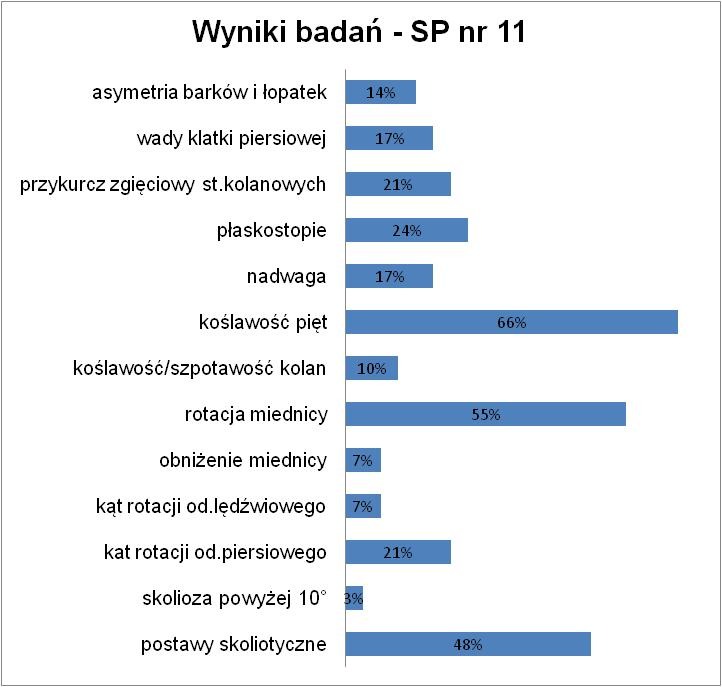 Wyniki badań - SP nr 11
asymetria barków i łopatek 14%
wady klatki piersiowej 17%
przykurcz zgięciowy st.kolanowych 21%
płaskostopie 24%
nadwaga 17%
koślawość pięt 66%
koślawość/szpotawość kolan 10%
rotacja miednicy 55%
obniżenie miednicy 7%
kąt rotacji od.lędźwiowego 7%
kat rotacji od.piersiowego 21%
skolioza powyżej 10° 3%
postawy skoliotyczne 48%